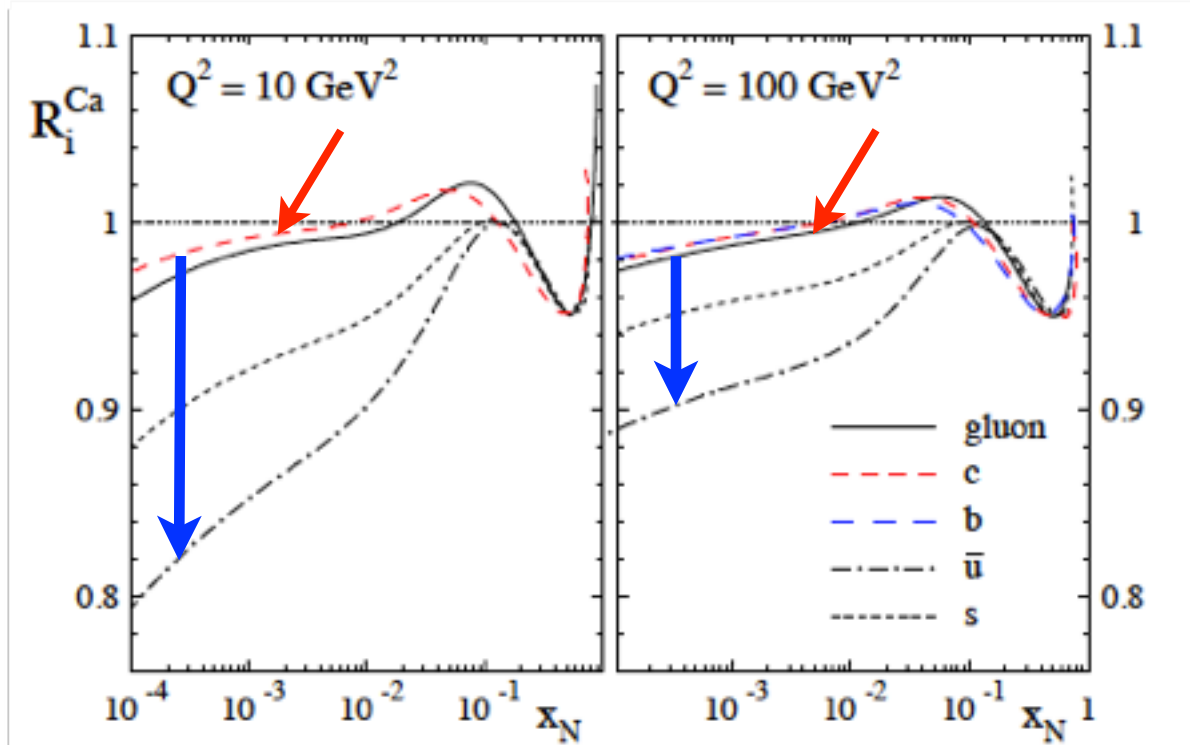 1.1
Q² = 10 GeV²
R_i^Ca
1
10⁻⁴
10⁻³
10⁻²
10⁻¹
x_N
Q² = 100 GeV²
1.1
1
0.9
0.8
0.9
0.8
gluon
c
b
ū
s
10⁻³
10⁻²
10⁻¹
x_N
1